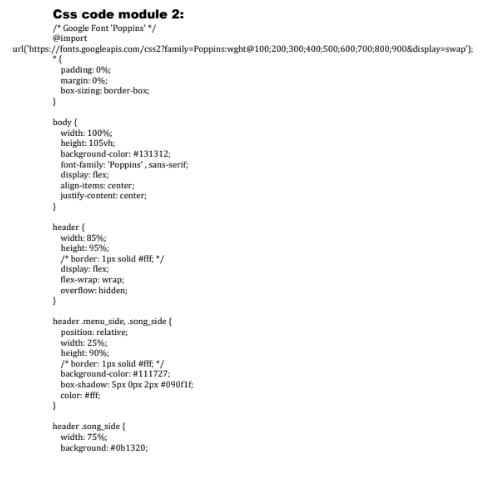 Css code module 2:
/* Google Font 'Poppins' */
@import
url('https://fonts.googleapis.com/css2?family=Poppins:wght@100;200;300;400;500;600;700;800;900&display=swap');
* {
padding: 0%;
margin: 0%;
box-sizing: border-box;
}
body {
width: 100%;
height: 105vh;
background-color: #131312;
font-family: 'Poppins' , sans-serif;
display: flex;
align-items: center;
justify-content: center;
}
header {
width: 85%;
height: 95%;
/* border: 1px solid #fff; */
display: flex;
flex-wrap: wrap;
overflow: hidden;
}
header .menu_side, .song_side {
position: relative;
width: 25%;
height: 90%;
/* border: 1px solid #fff; */
background-color: #111727;
box-shadow: 5px 0px 2px #090f1f;
color: #fff;
}
header .song_side {
width: 75%;
background: #0b1320;